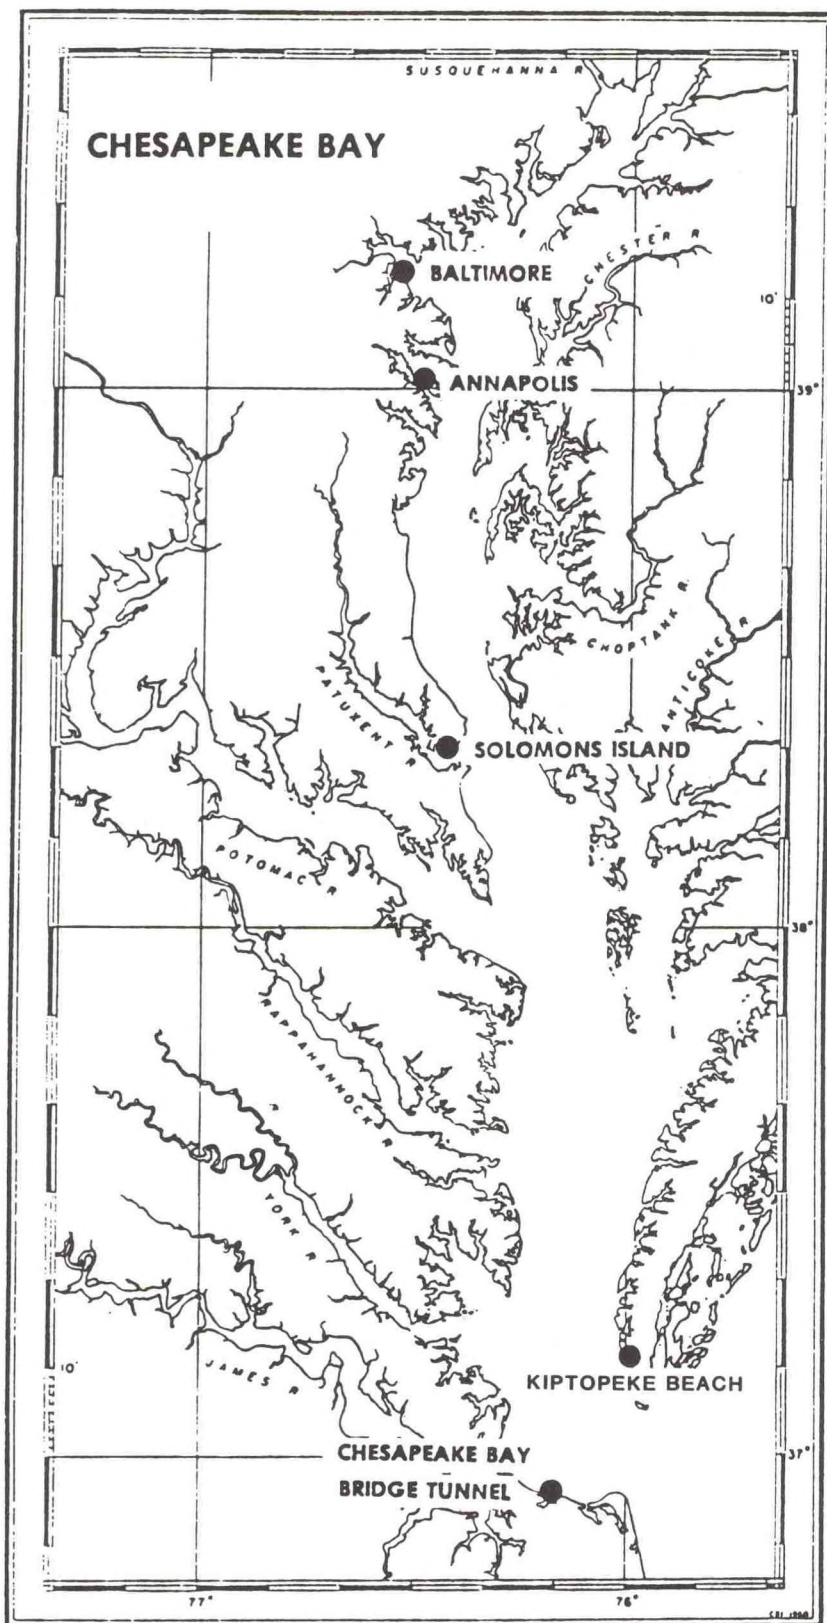 SUSQUEHANNA R
CHESAPEAKE BAY
CHESTER R
BALTIMORE
10'
ANNAPOLIS
39°
CHOPTANK R
ANTICOKE R
PATUXENT R
SOLOMONS ISLAND
POTOMAC R
38°
RAPPAHANNOCK R
YORK R
JAMES R
10'
KIPTOPEKE BEACH
CHESAPEAKE BAY
BRIDGE TUNNEL
37°
77°
76°